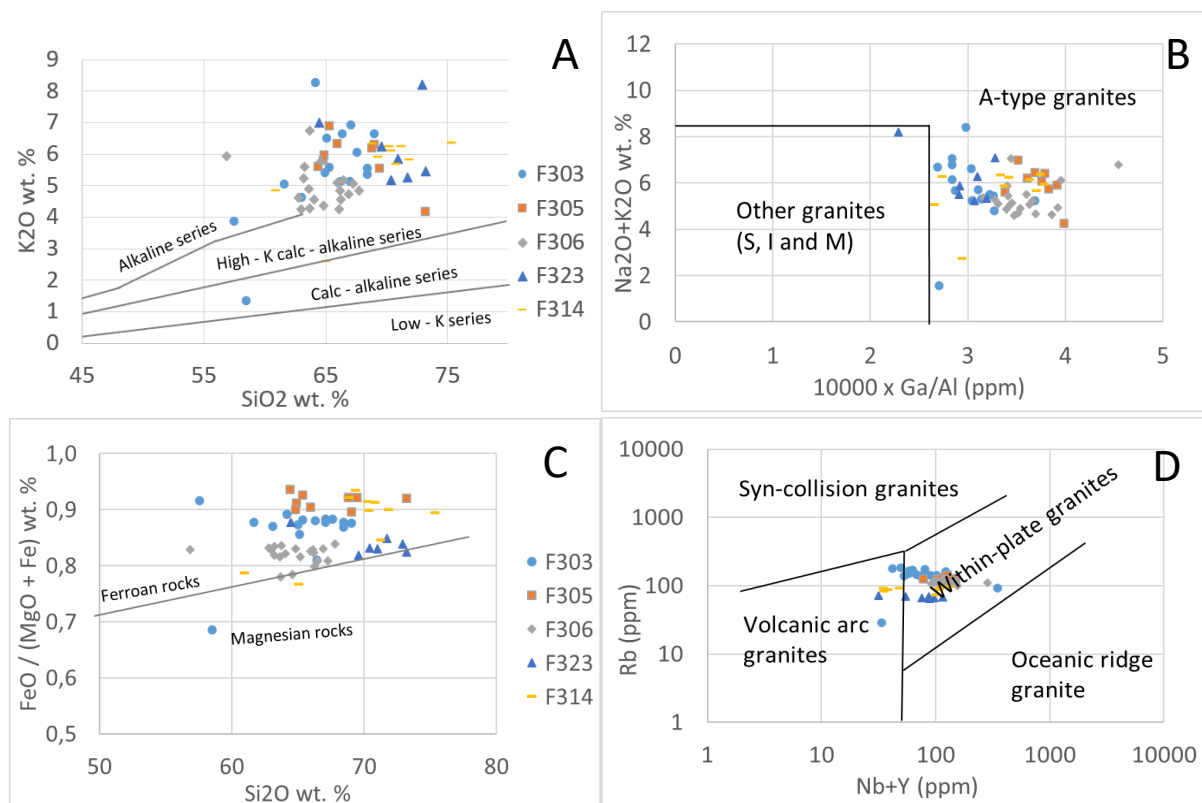 A
K2O wt. %
9
8
7
6
5
4
3
2
1
0
Alkaline series
High - K calc - alkaline series
Calc - alkaline series
Low - K series
45
55
65
75
SiO2 wt. %
F303
F305
F306
F323
F314
B
Na2O+K2O wt. %
12
10
8
6
4
2
0
A-type granites
Other granites
(S, I and M)
0
1
2
3
4
5
10000 x Ga/Al (ppm)
C
FeO / (MgO + Fe) wt. %
1,0
0,9
0,8
0,7
0,6
0,5
Ferroan rocks
Magnesian rocks
50
60
70
80
Si2O wt. %
F303
F305
F306
F323
F314
D
Rb (ppm)
10000
1000
100
10
1
Syn-collision granites
Within-plate granites
Volcanic arc
granites
Oceanic ridge
granite
1
10
100
1000
10000
Nb+Y (ppm)